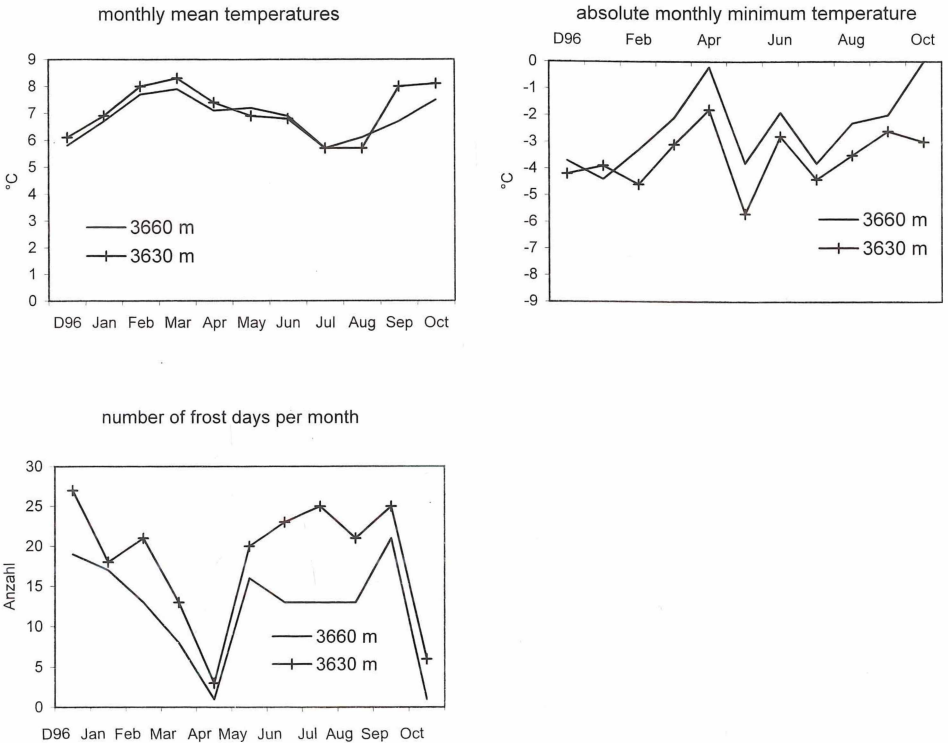 monthly mean temperatures
9
8
7
6
5
4
3
2
1
0
°C
3660 m
3630 m
D96 Jan Feb Mar Apr May Jun Jul Aug Sep Oct
absolute monthly minimum temperature
D96 Feb Apr Jun Aug Oct
0
-1
-2
-3
-4
-5
-6
-7
-8
-9
°C
3660 m
3630 m
number of frost days per month
30
25
20
15
10
5
0
Anzahl
3660 m
3630 m
D96 Jan Feb Mar Apr May Jun Jul Aug Sep Oct